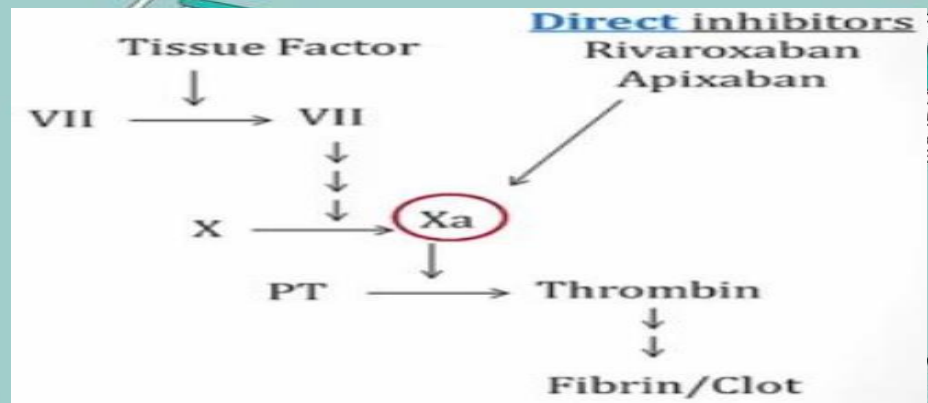 Direct inhibitors
Rivaroxaban
Apixaban
Tissue Factor
VII VII
X Xa
PT Thrombin
Fibrin/Clot